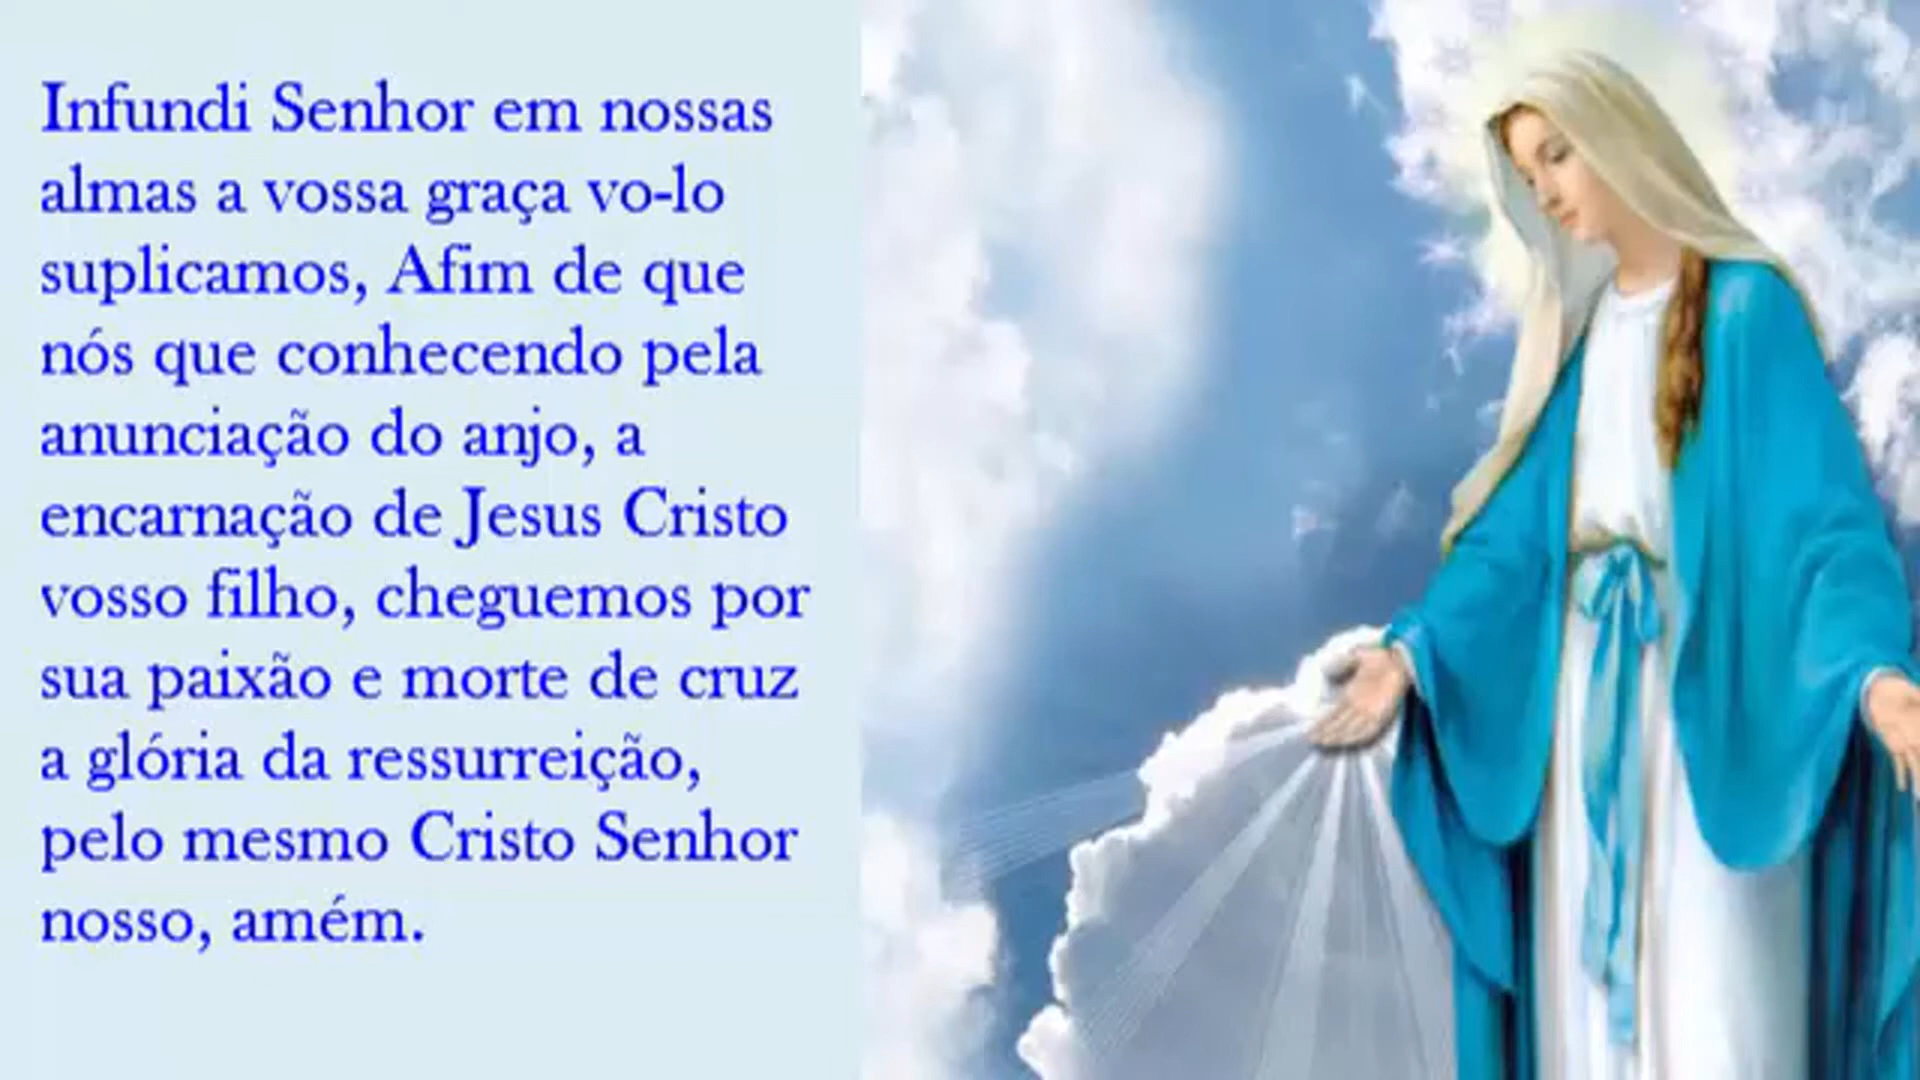 Infundi Senhor em nossas
almas a vossa graça vo-lo
suplicamos, Afim de que
nós que conhecendo pela
anunciação do anjo, a
encarnação de Jesus Cristo
vosso filho, cheguemos por
sua paixão e morte de cruz
a glória da ressurreição,
pelo mesmo Cristo Senhor
nosso, amém.